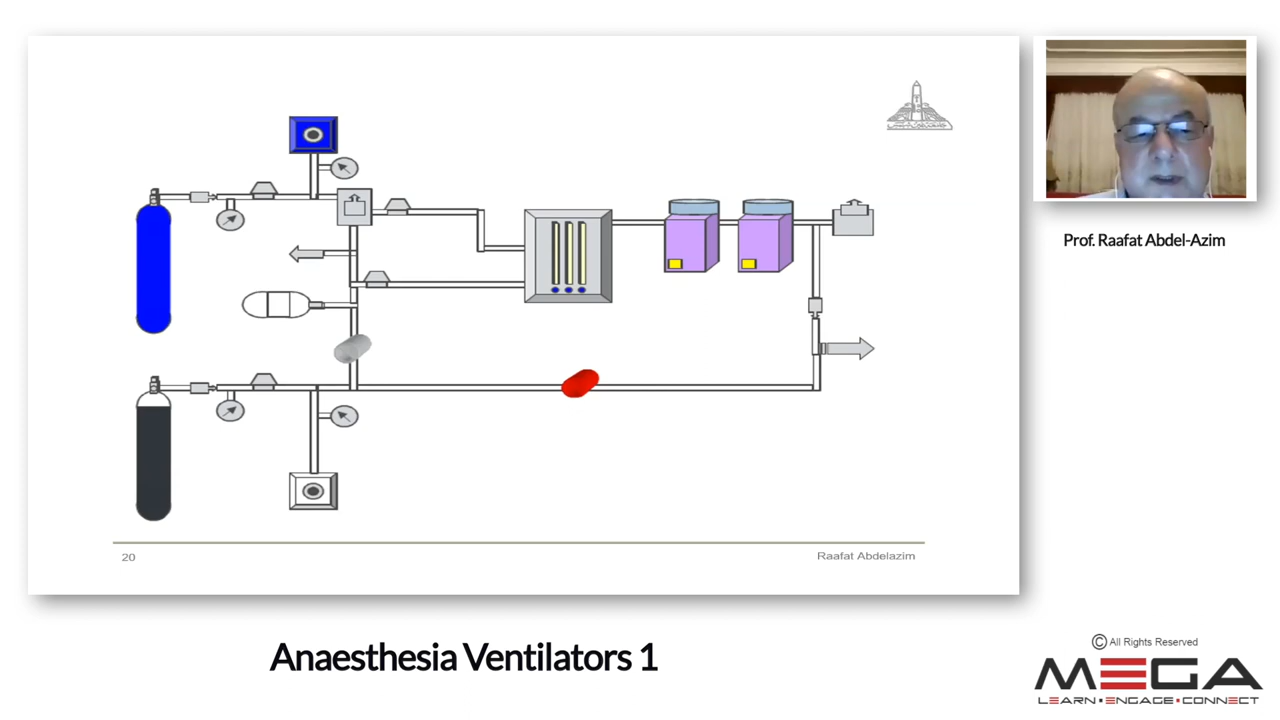 Prof. Raafat Abdel-Azim
20
Raafat Abdelazim
Anaesthesia Ventilators 1
© All Rights Reserved
MEGA
LEARN•ENGAGE•CONNECT